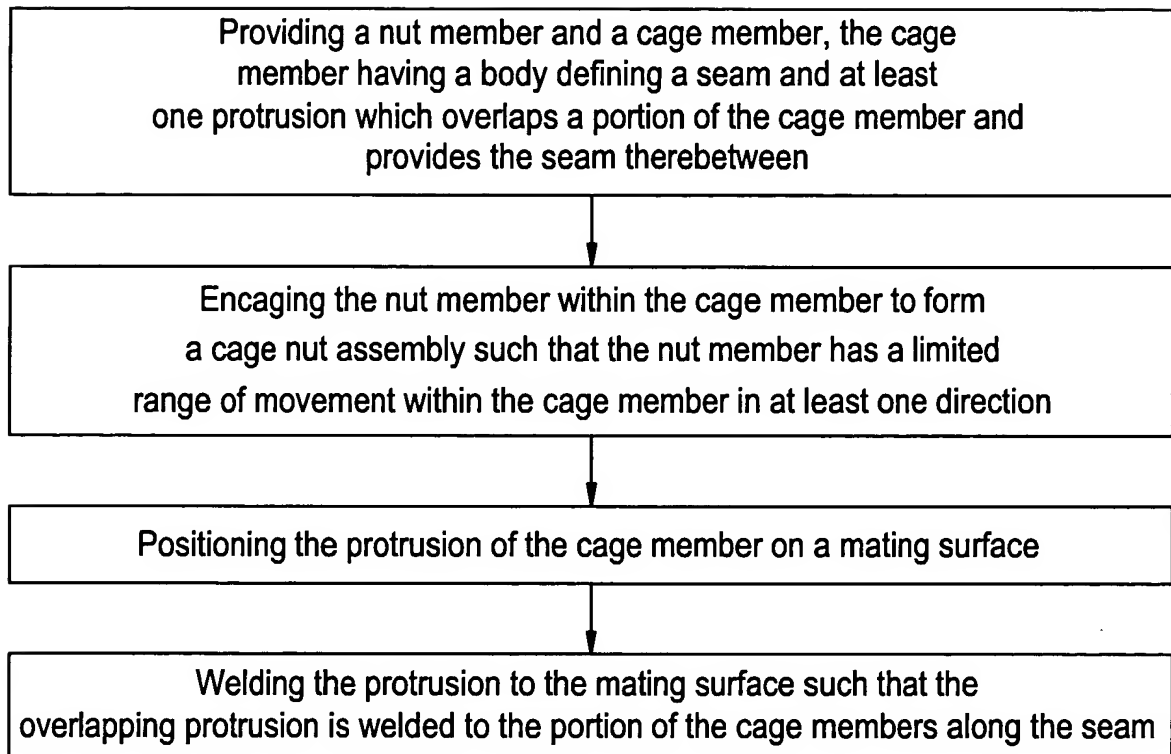 Providing a nut member and a cage member, the cage
member having a body defining a seam and at least
one protrusion which overlaps a portion of the cage member and
provides the seam therebetween
Encaging the nut member within the cage member to form
a cage nut assembly such that the nut member has a limited
range of movement within the cage member in at least one direction
Positioning the protrusion of the cage member on a mating surface
Welding the protrusion to the mating surface such that the
overlapping protrusion is welded to the portion of the cage members along the seam